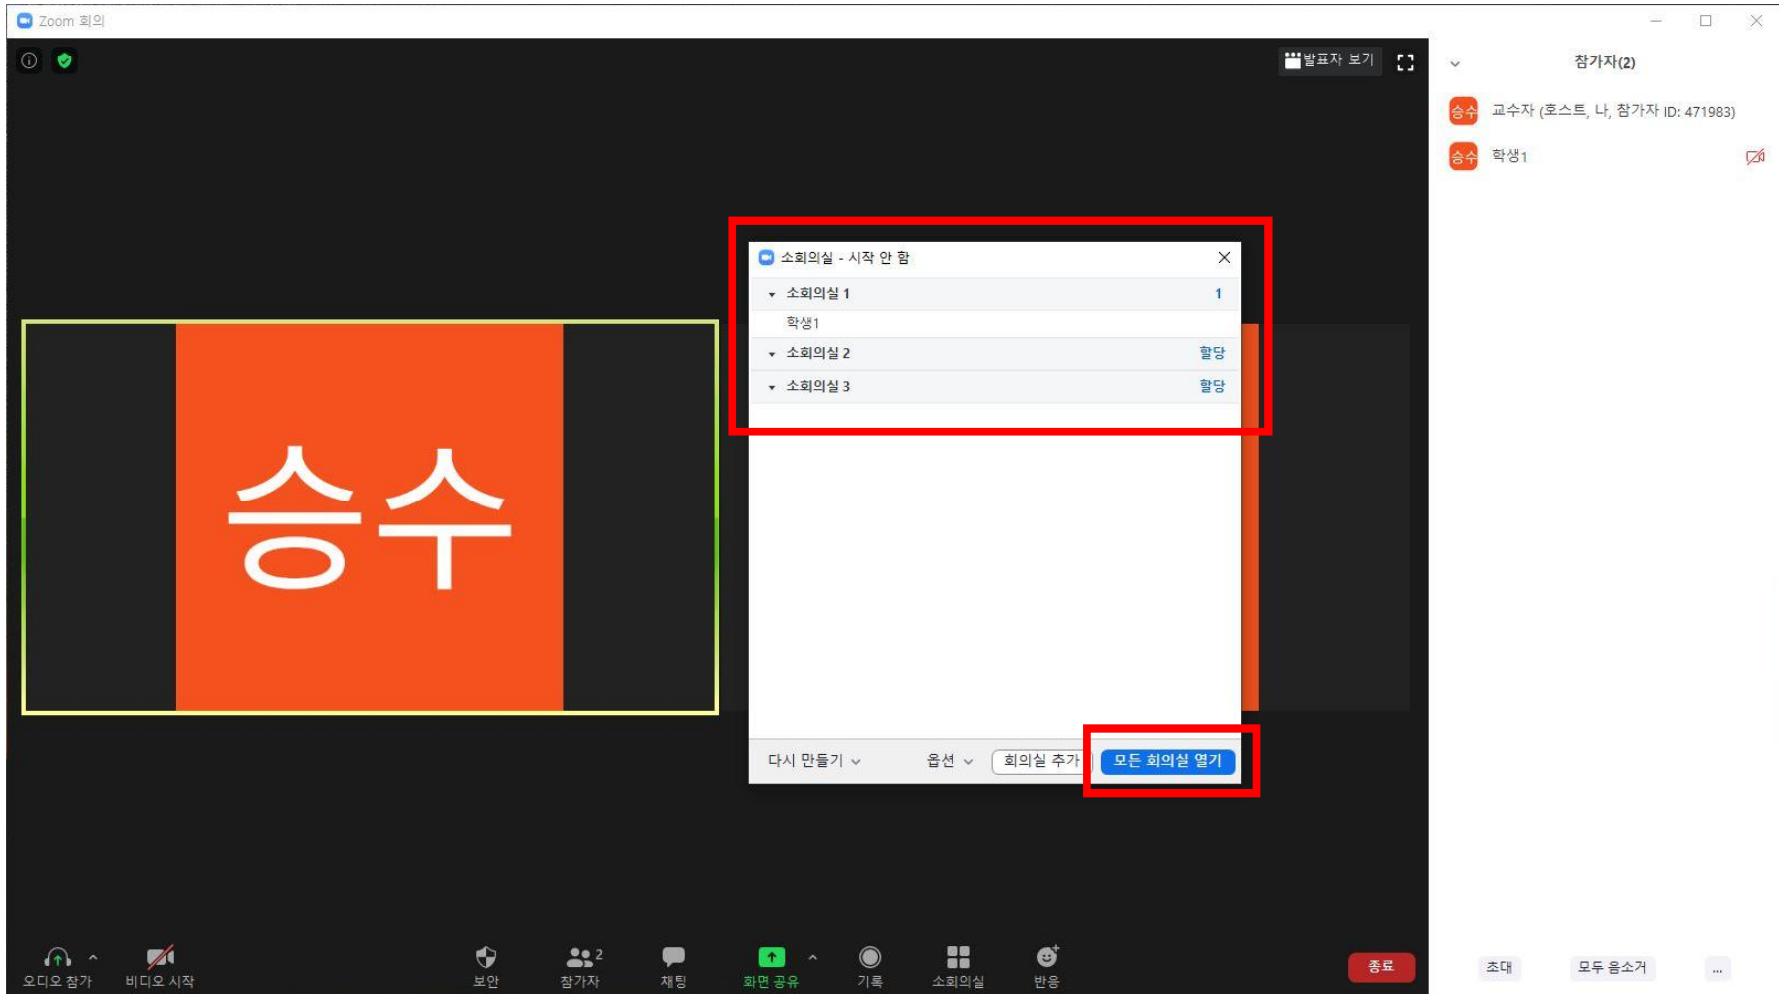 Zoom 회의
발표자 보기
참가자(2)
승수 교수자 (호스트, 나, 참가자 ID: 471983)
승수 학생1
소회의실 - 시작 안 함
소회의실 1 1
학생1
소회의실 2 할당
소회의실 3 할당
승수
다시 만들기 옵션 회의실 추가 모든 회의실 열기
오디오 참가
비디오 시작
보안
참가자 2
채팅
화면 공유
기록
소회의실
반응
종료
초대
모두 음소거
...